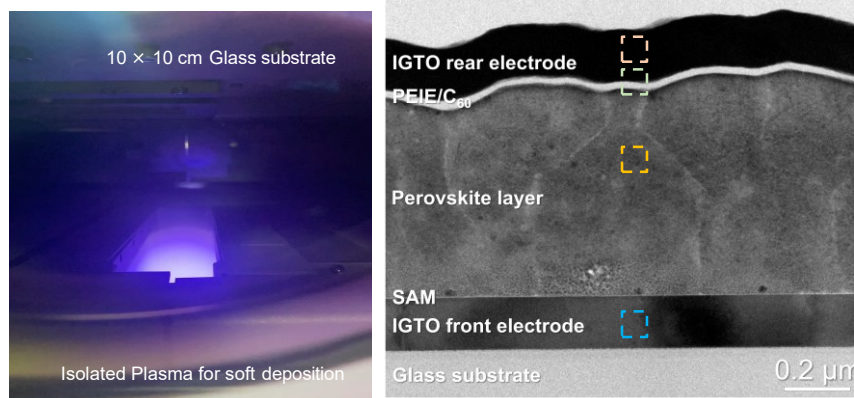 10 × 10 cm Glass substrate
Isolated Plasma for soft deposition
IGTO rear electrode
PEIE/C₆₀
Perovskite layer
SAM
IGTO front electrode
Glass substrate
0.2 µm